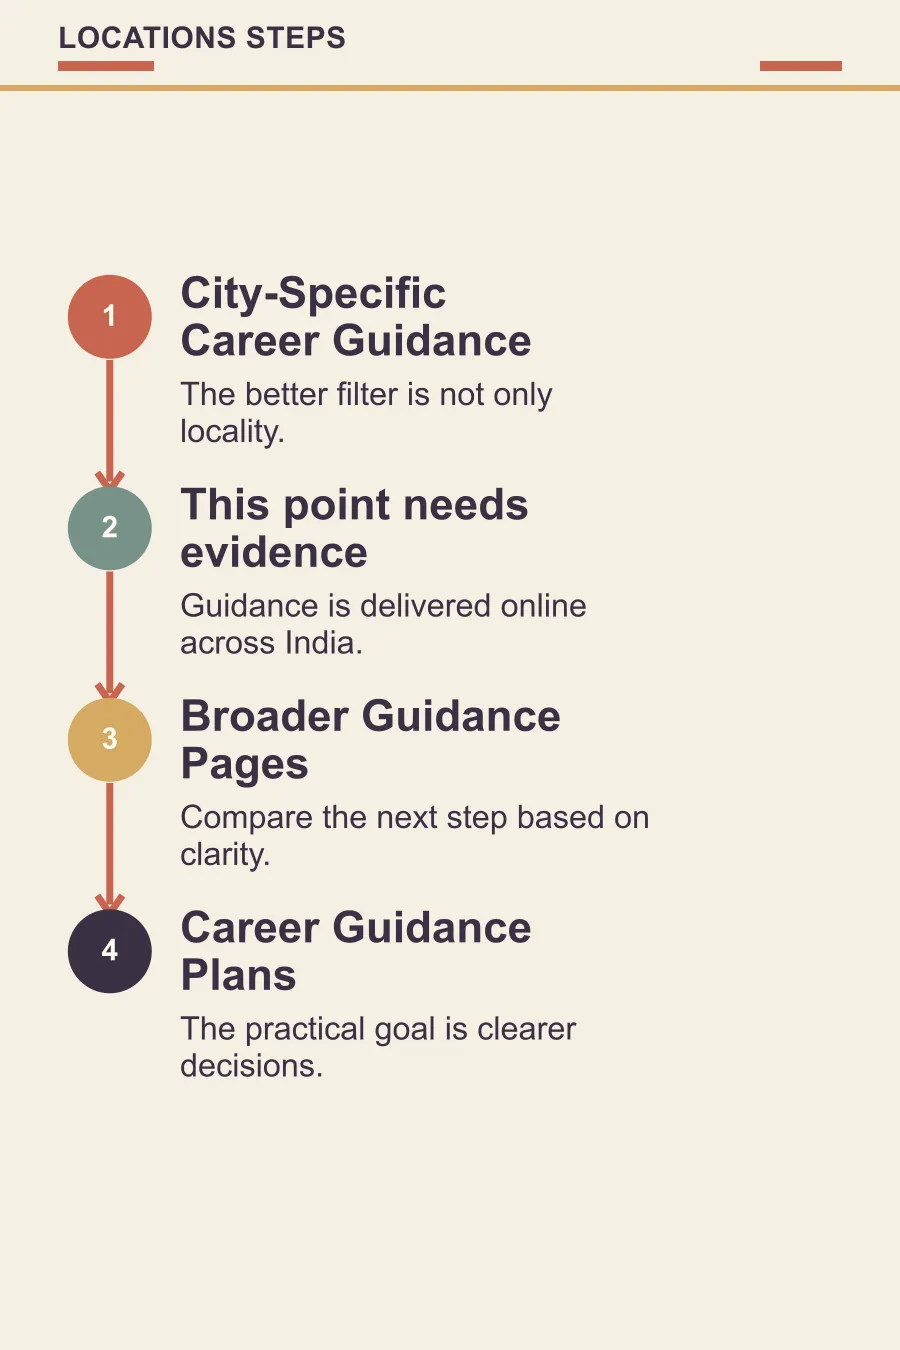 LOCATIONS STEPS
1
City-Specific
Career Guidance
The better filter is not only
locality.
2
This point needs
evidence
Guidance is delivered online
across India.
3
Broader Guidance
Pages
Compare the next step based on
clarity.
4
Career Guidance
Plans
The practical goal is clearer
decisions.